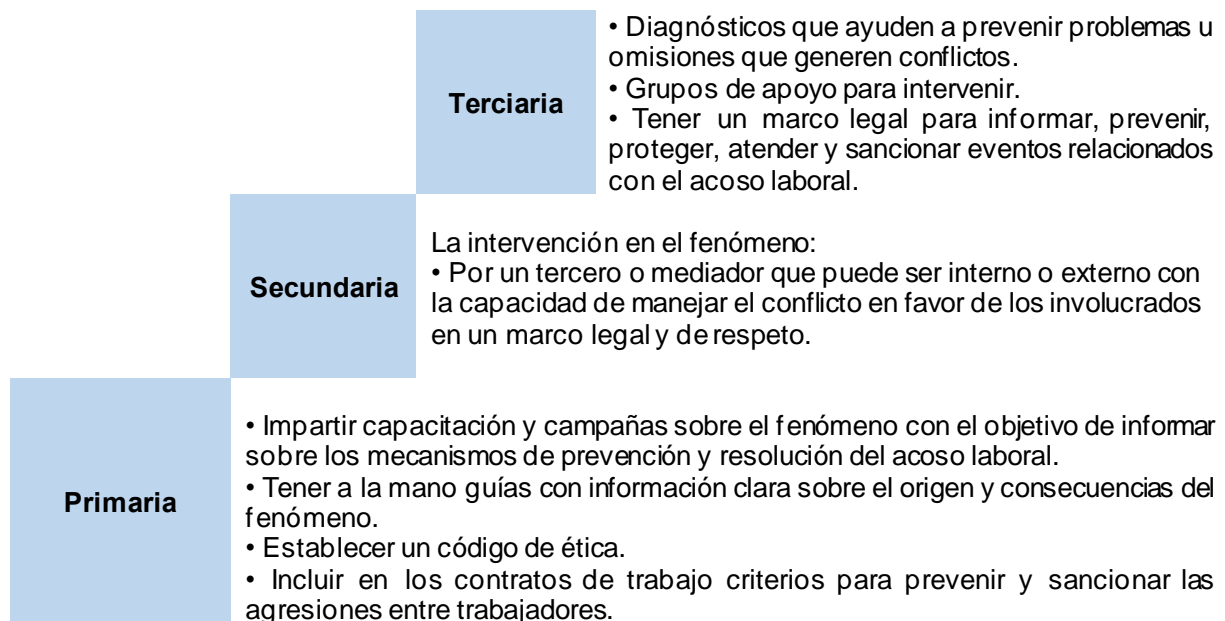 • Diagnósticos que ayuden a prevenir problemas u
omisiones que generen conflictos.
• Grupos de apoyo para intervenir.
• Tener un marco legal para informar, prevenir,
proteger, atender y sancionar eventos relacionados
con el acoso laboral.
Terciaria
La intervención en el fenómeno:
• Por un tercero o mediador que puede ser interno o externo con
la capacidad de manejar el conflicto en favor de los involucrados
en un marco legal y de respeto.
Secundaria
• Impartir capacitación y campañas sobre el fenómeno con el objetivo de informar
sobre los mecanismos de prevención y resolución del acoso laboral.
• Tener a la mano guías con información clara sobre el origen y consecuencias del
fenómeno.
• Establecer un código de ética.
• Incluir en los contratos de trabajo criterios para prevenir y sancionar las
agresiones entre trabajadores.
Primaria